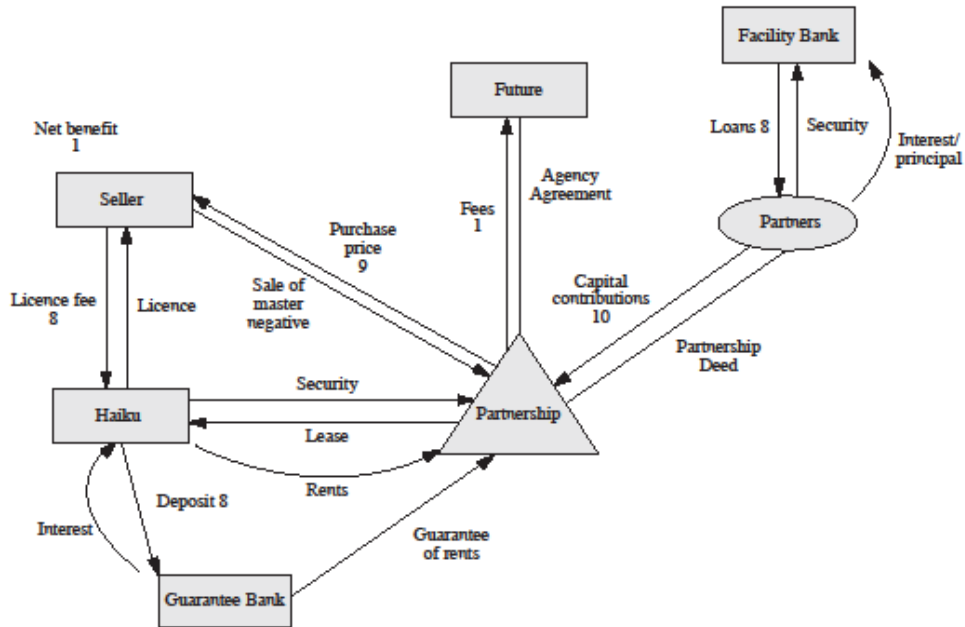 Facility Bank
Future
Net benefit
1
Loans 8
Security
Interest/
principal
Seller
Agency
Agreement
Fees
1
Partners
Purchase
price
9
Licence fee
8
Licence
Sale of
master
negative
Capital
contributions
10
Partnership
Deed
Security
Haiku
Partnership
Lease
Rents
Deposit 8
Interest
Guarantee
of rents
Guarantee Bank